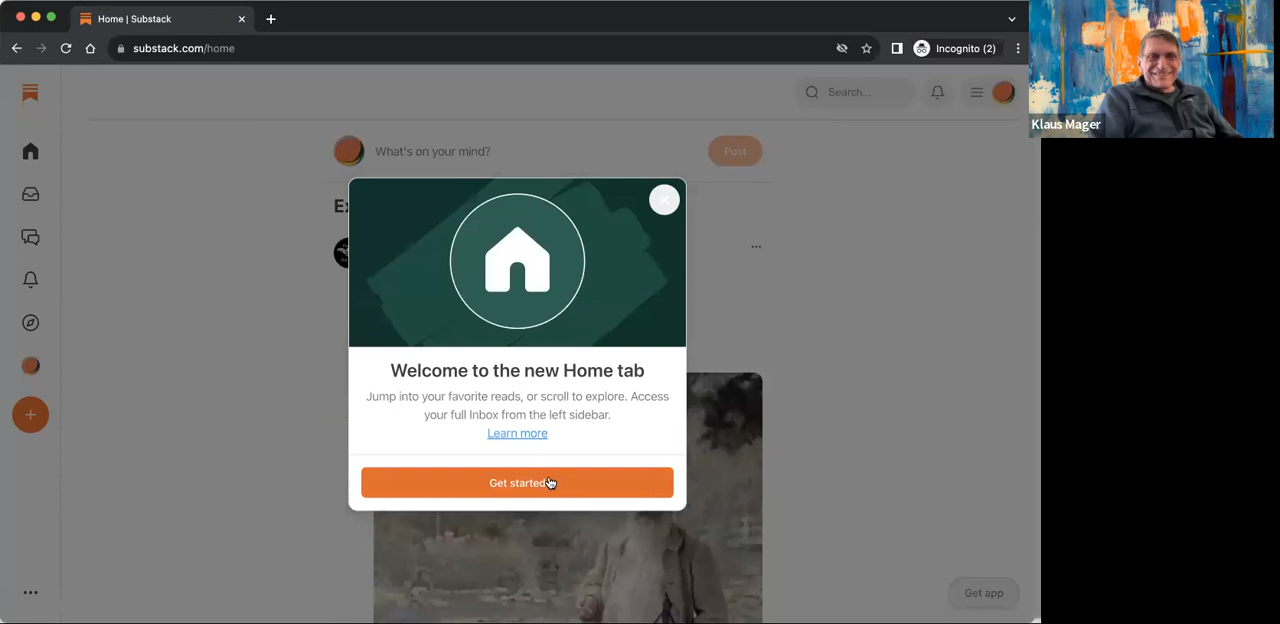 Home | Substack
substack.com/home
Incognito (2)
Klaus Mager
Search...
What's on your mind?
Post
Ex
Welcome to the new Home tab
Jump into your favorite reads, or scroll to explore. Access
your full Inbox from the left sidebar.
Learn more
Get started
Get app